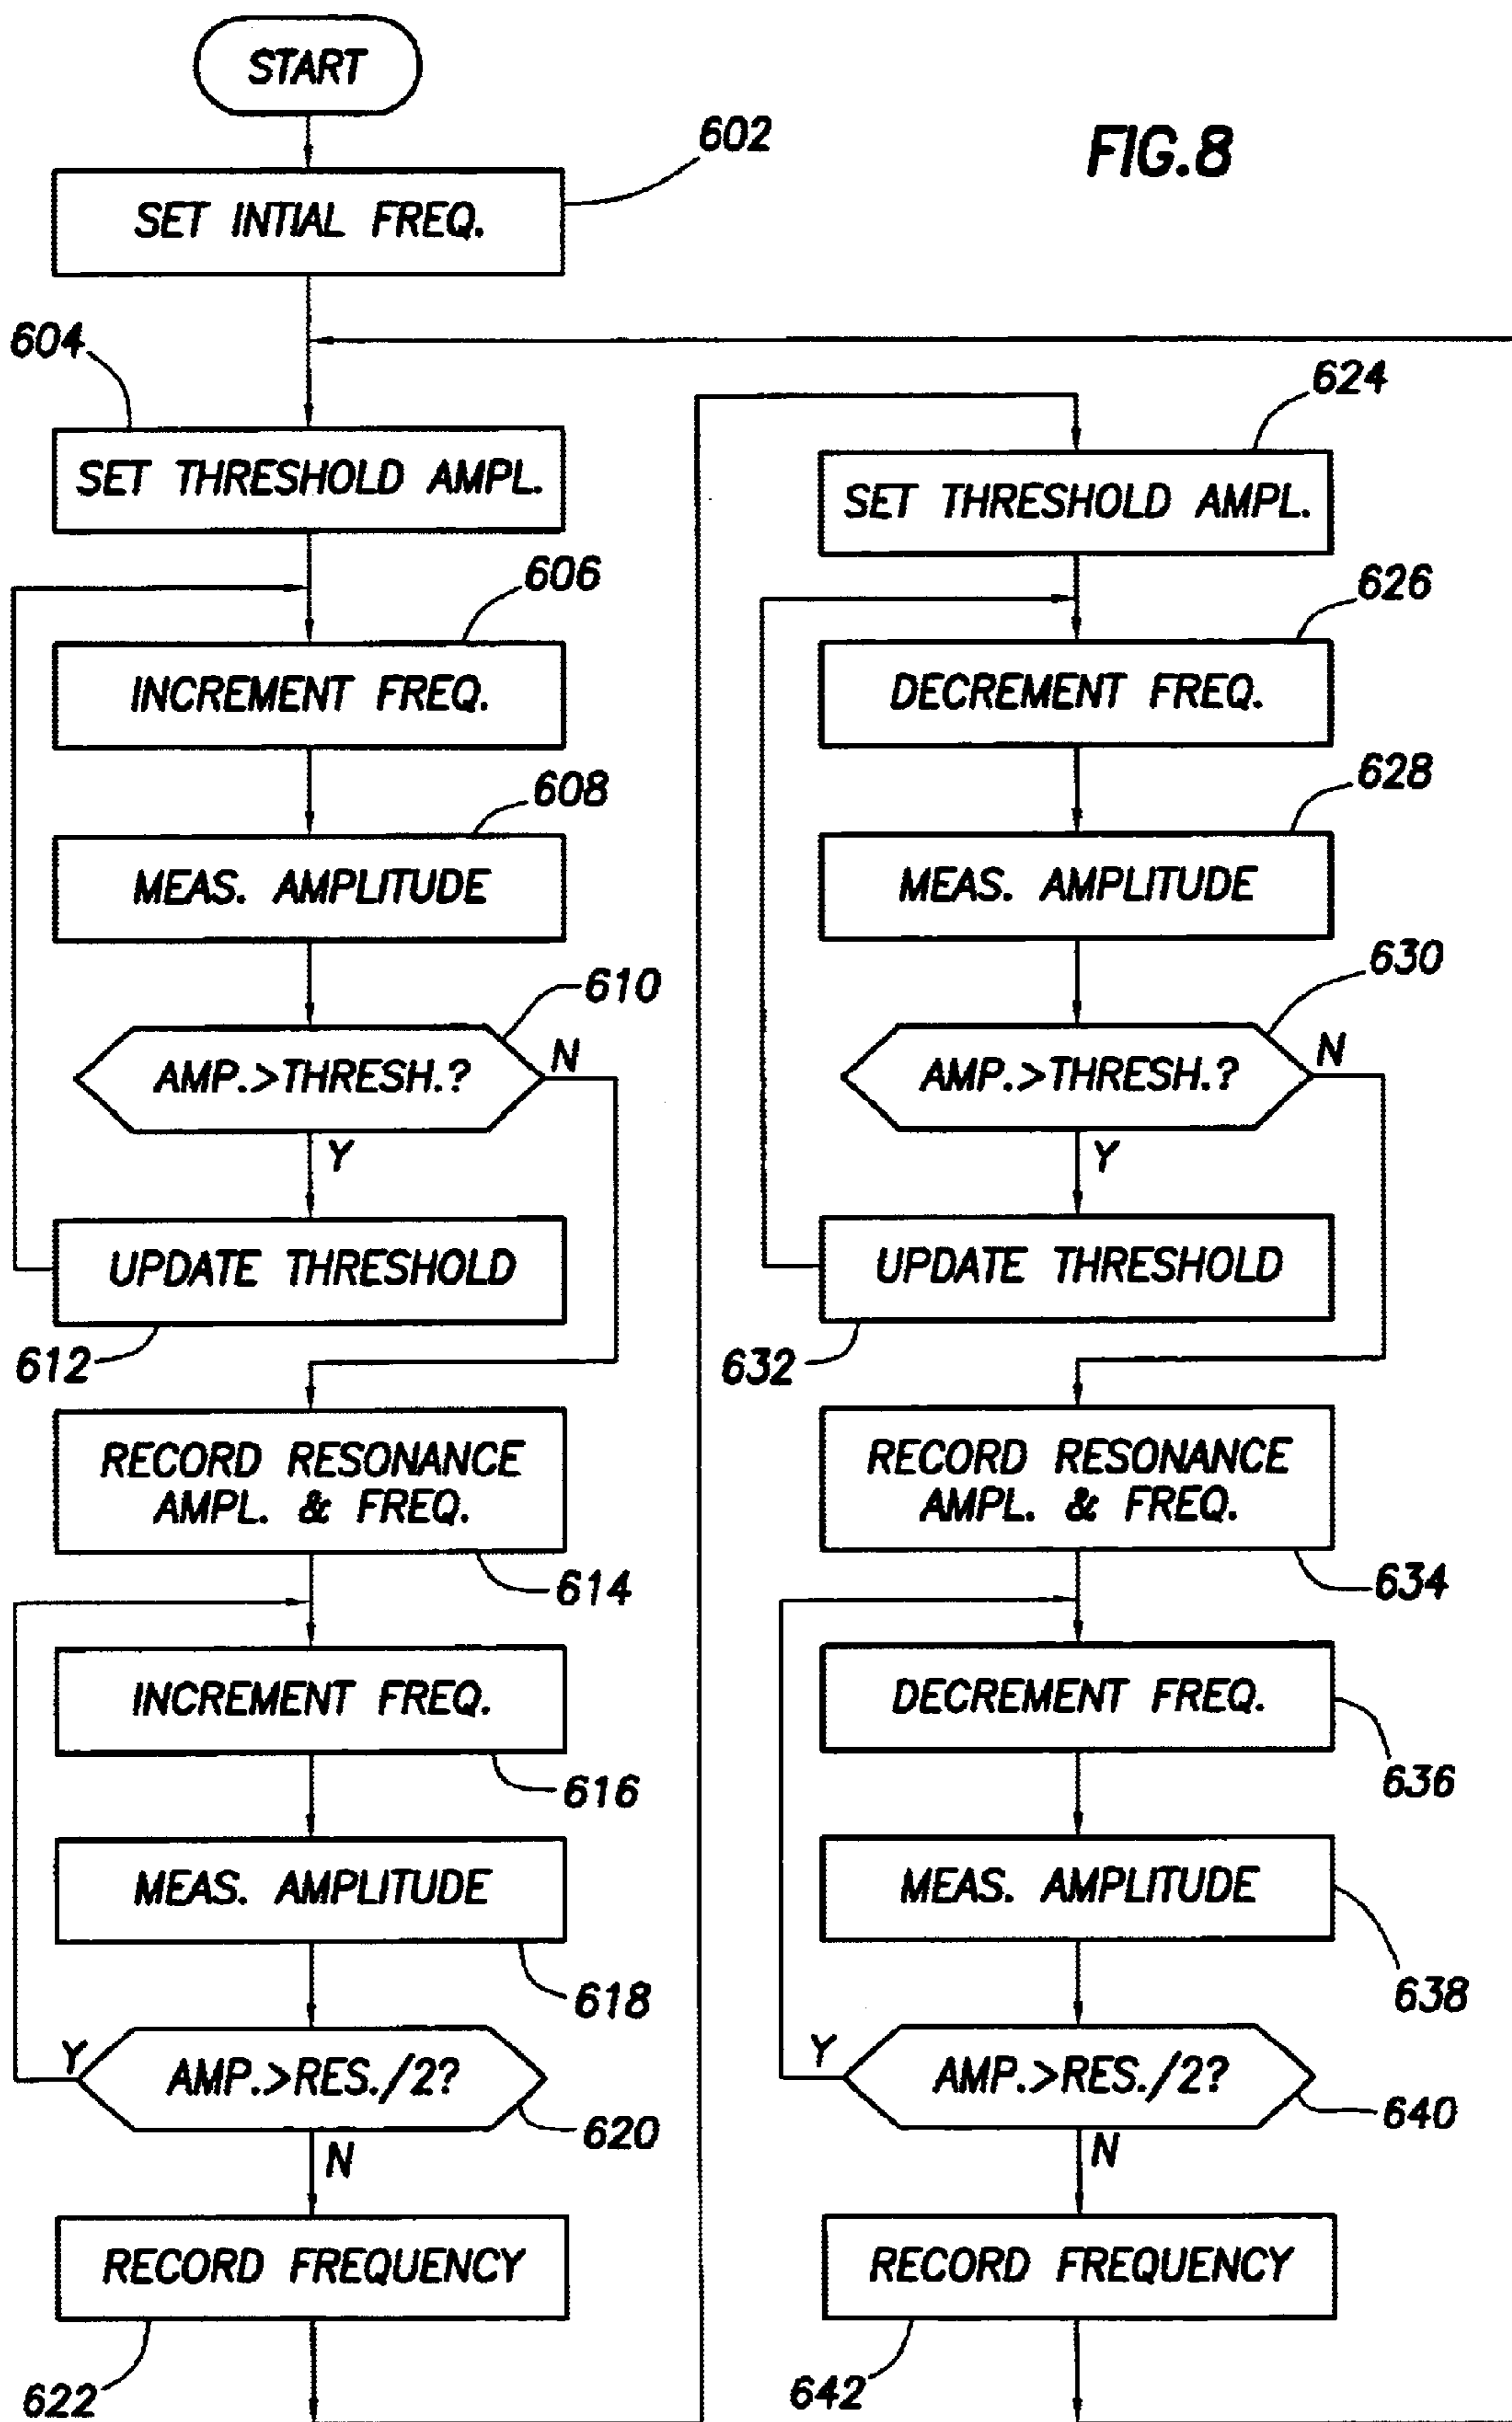 START
FIG.8
602
SET INTIAL FREQ.
604
SET THRESHOLD AMPL.
606
INCREMENT FREQ.
608
MEAS. AMPLITUDE
610
AMP.>THRESH.?
N
Y
UPDATE THRESHOLD
612
RECORD RESONANCE
AMPL. & FREQ.
614
INCREMENT FREQ.
616
MEAS. AMPLITUDE
618
Y
AMP.>RES./2?
620
N
RECORD FREQUENCY
622
624
SET THRESHOLD AMPL.
626
DECREMENT FREQ.
628
MEAS. AMPLITUDE
630
AMP.>THRESH.?
N
Y
UPDATE THRESHOLD
632
RECORD RESONANCE
AMPL. & FREQ.
634
DECREMENT FREQ.
636
MEAS. AMPLITUDE
638
Y
AMP.>RES./2?
640
N
RECORD FREQUENCY
642